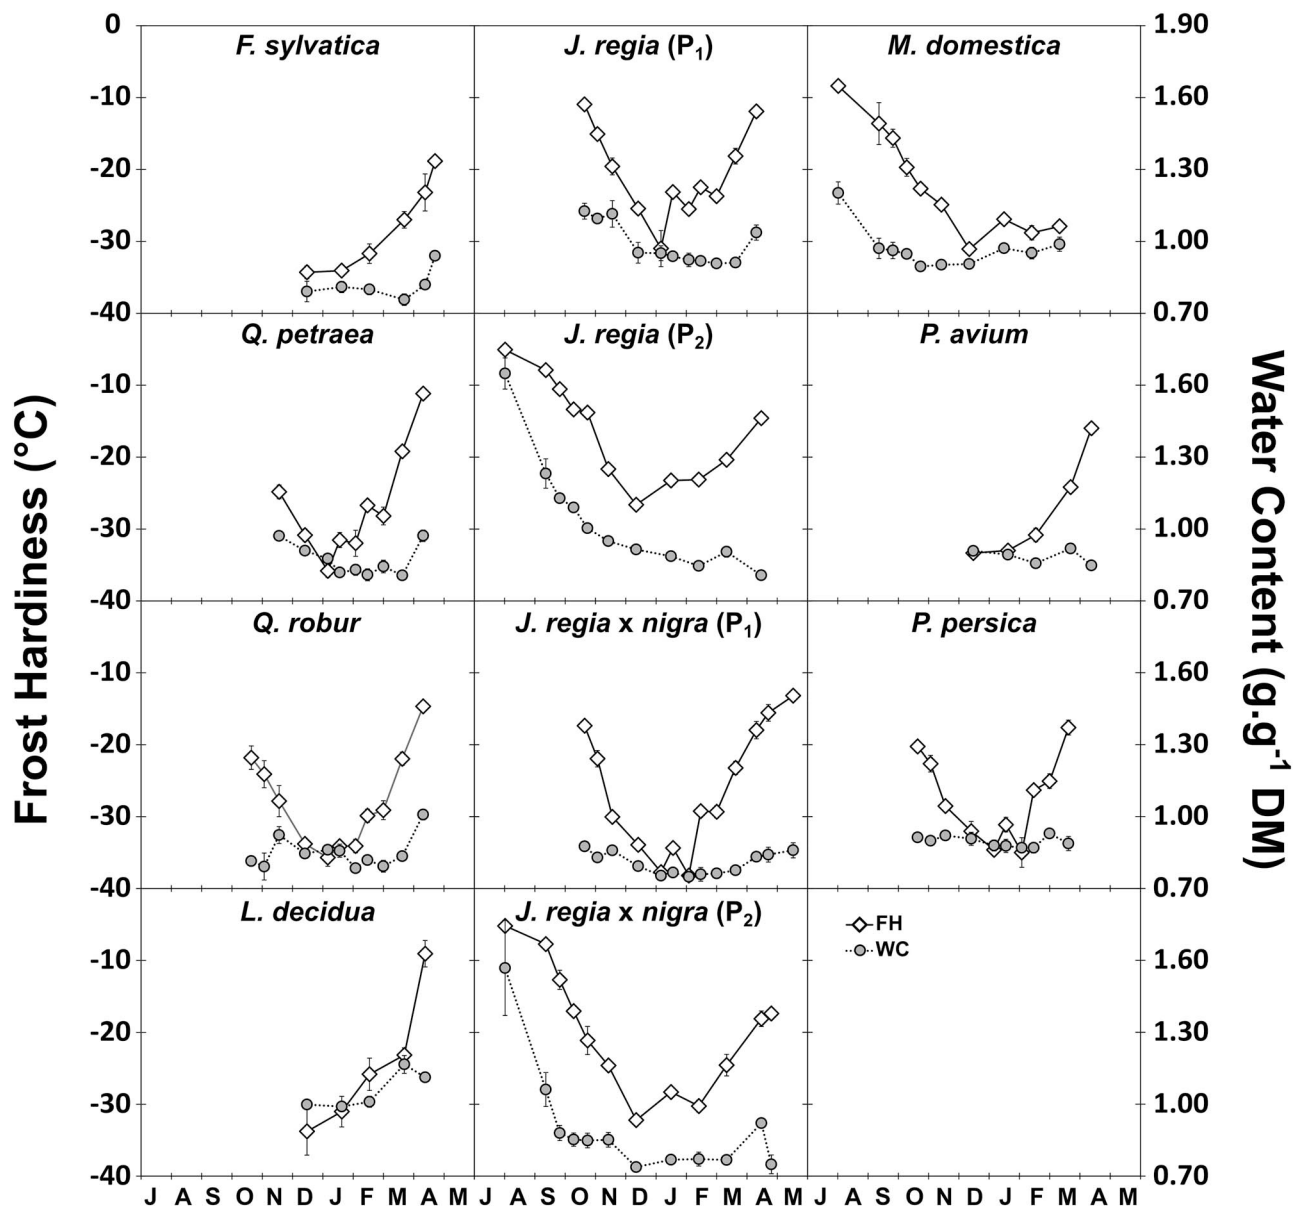 0 F. sylvatica J. regia (P1) M. domestica 1.90
-10 1.60
-20 1.30
-30 1.00
-40 0.70
Q. petraea J. regia (P2) P. avium
-10 1.60
-20 1.30
-30 1.00
-40 0.70
Q. robur J. regia x nigra (P1) P. persica
-10 1.60
-20 1.30
-30 1.00
-40 0.70
L. decidua J. regia x nigra (P2)
FH
WC
-10 1.60
-20 1.30
-30 1.00
-40 0.70
J A S O N D J F M A M J A S O N D J F M A M J A S O N D J F M A M
Frost Hardiness (°C)
Water Content (g.g-1 DM)